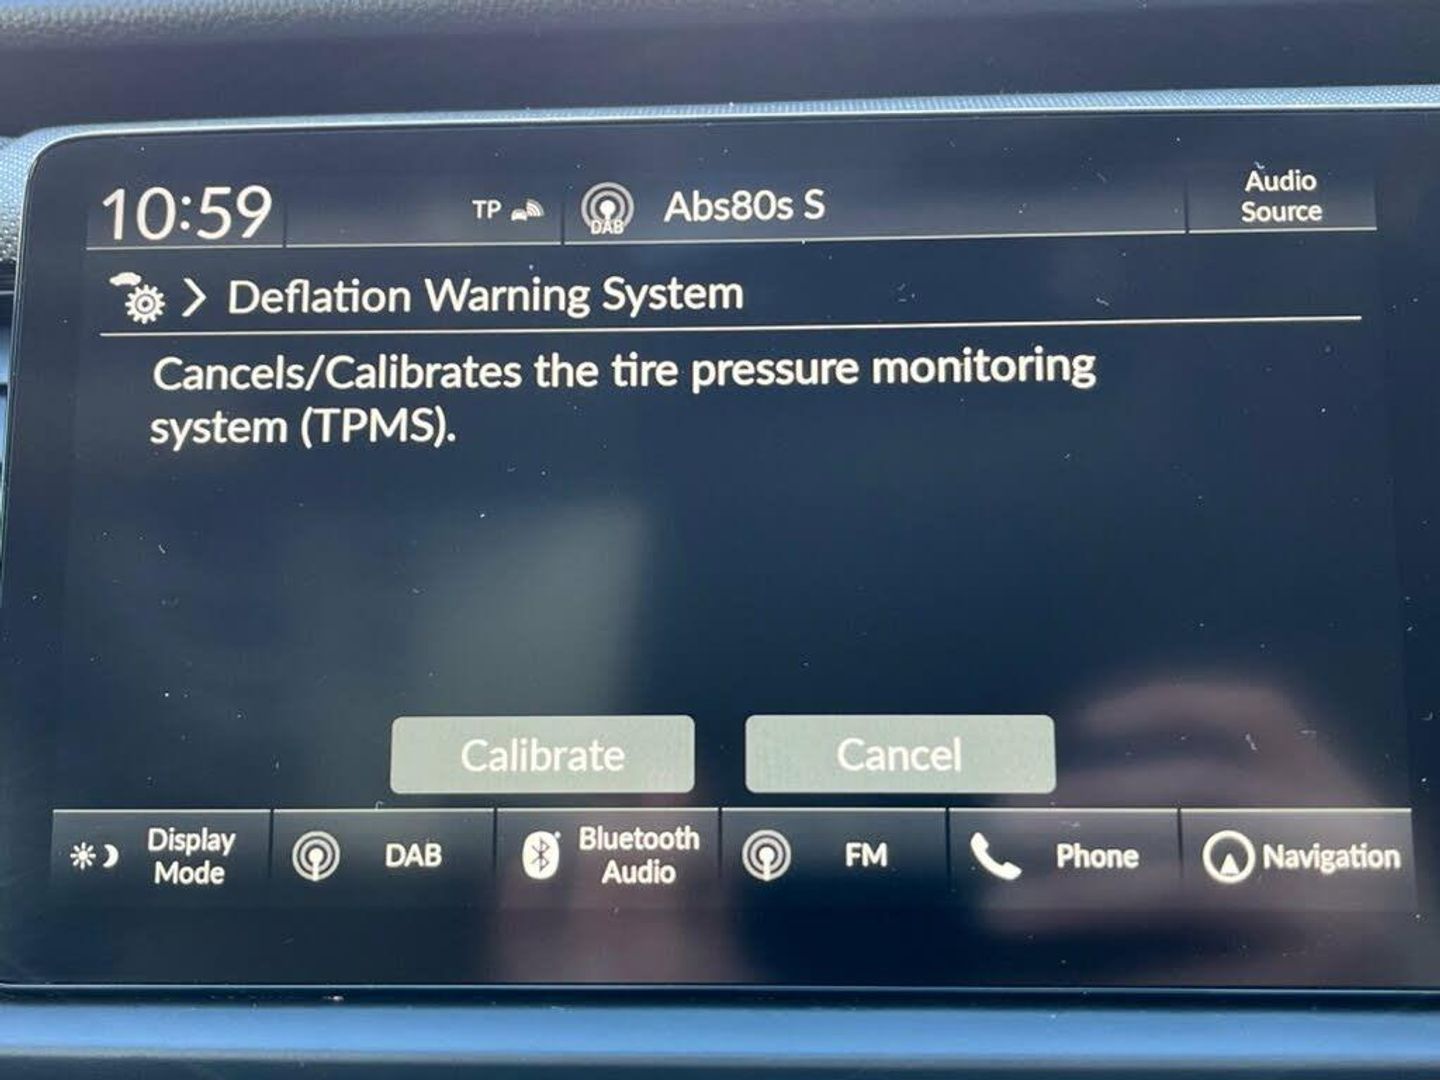 10:59
TP
DAB
Abs80s S
Audio
Source
Deflation Warning System
Cancels/Calibrates the tire pressure monitoring
system (TPMS).
Calibrate
Cancel
Display
Mode
DAB
Bluetooth
Audio
FM
Phone
Navigation